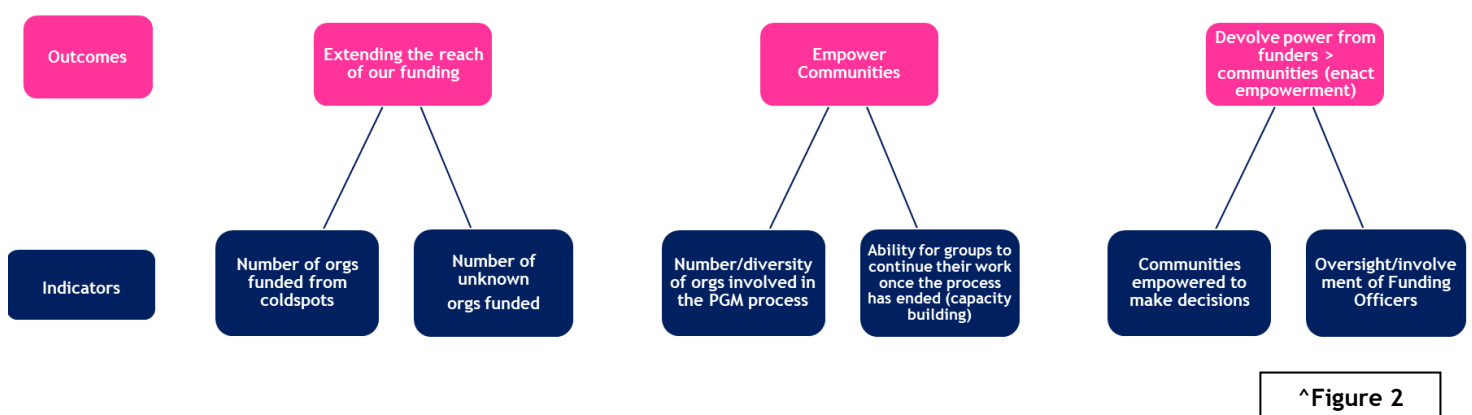 Outcomes
Extending the reach
of our funding
Empower
Communities
Devolve power from
funders >
communities (enact
empowerment)
Indicators
Number of orgs
funded from
coldspots
Number of
unknown
orgs funded
Number/diversity
of orgs involved in
the PGM process
Ability for groups to
continue their work
once the process
has ended (capacity
building)
Communities
empowered to
make decisions
Oversight/involve
ment of Funding
Officers
^Figure 2